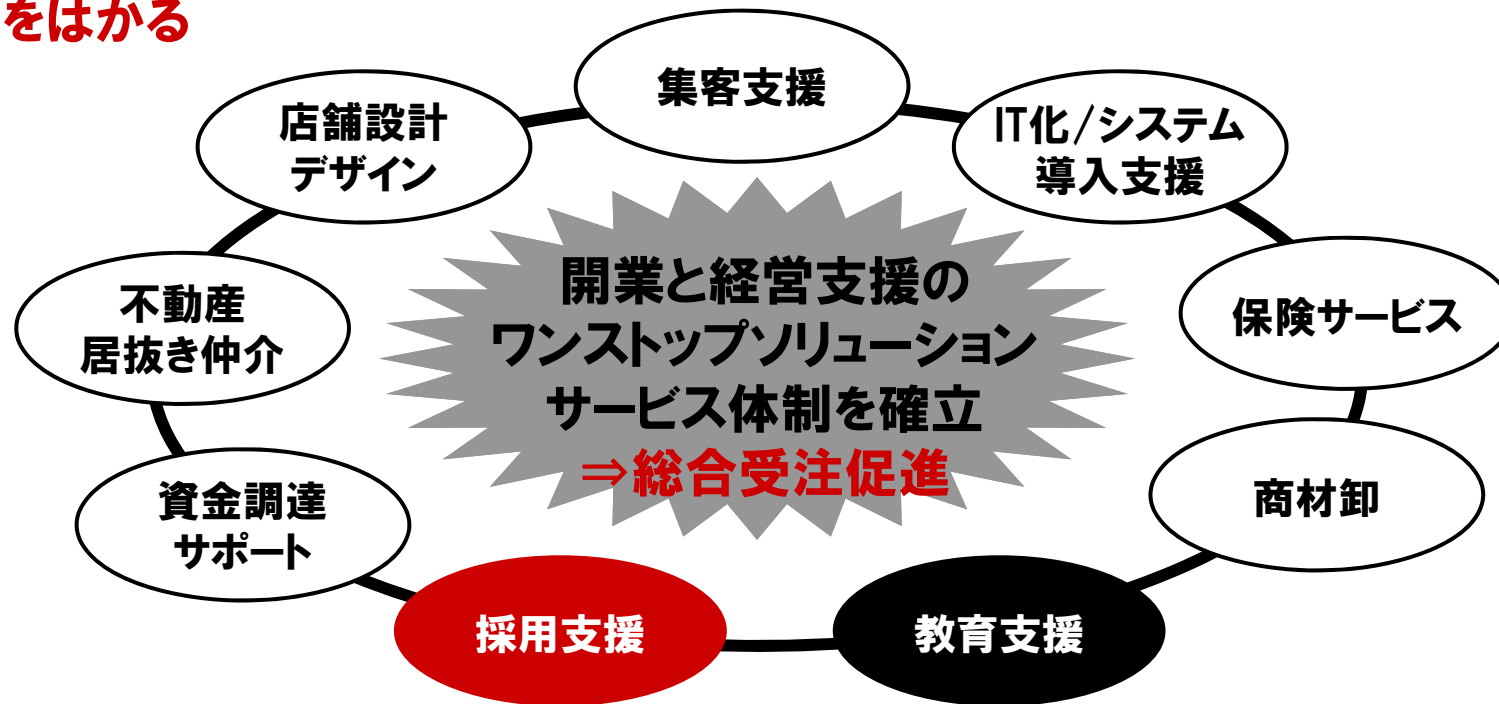 をはかる
集客支援
店舗設計
デザイン
IT化/システム
導入支援
不動産
居抜き仲介
保険サービス
開業と経営支援の
ワンストップソリューション
サービス体制を確立
⇒総合受注促進
資金調達
サポート
商材卸
採用支援
教育支援